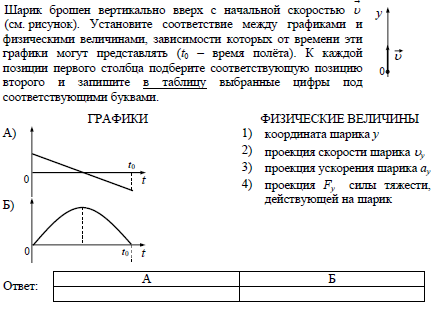 Шарик брошен вертикально вверх с начальной скоростью υ
(см. рисунок). Установите соответствие между графиками и
физическими величинами, зависимости которых от времени эти
графики могут представлять (t0 – время полёта). К каждой
позиции первого столбца подберите соответствующую позицию
второго и запишите в таблицу выбранные цифры под
соответствующими буквами.
y
υ
0
ГРАФИКИ
А)
0
t0
t
Б)
0
t0
t
ФИЗИЧЕСКИЕ ВЕЛИЧИНЫ
1) координата шарика y
2) проекция скорости шарика υy
3) проекция ускорения шарика ay
4) проекция Fy силы тяжести,
действующей на шарик
Ответ:
А
Б